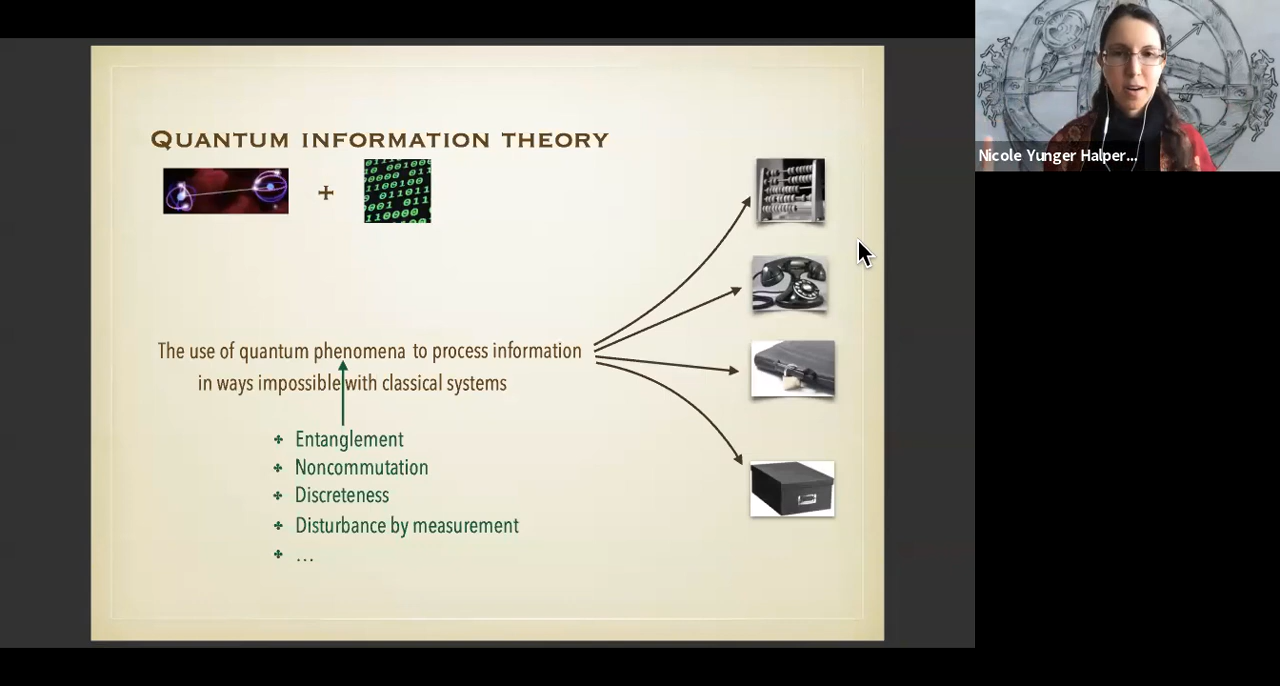 QUANTUM INFORMATION THEORY
+
The use of quantum phenomena to process information
in ways impossible with classical systems
Entanglement
Noncommutation
Discreteness
Disturbance by measurement
...
Nicole Yunger Halper...